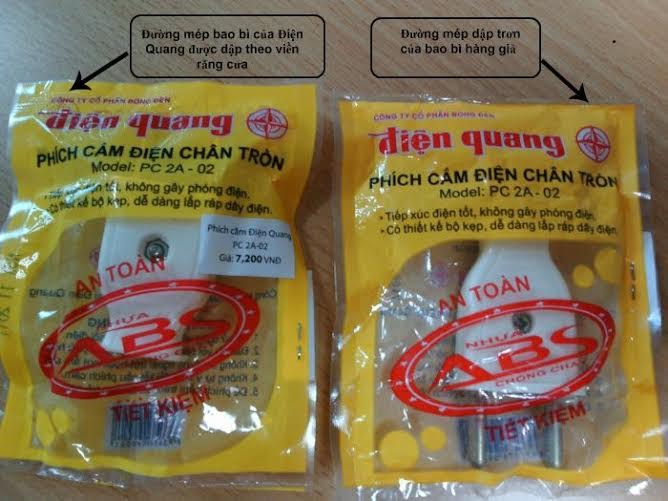 Đường mép bao bì của Điện
Quang được dập theo viền
răng cưa
Đường mép dập trơn
của bao bì hàng giả
CÔNG TY CỔ PHẦN BÓNG ĐÈN
điện quang
PHÍCH CẮM ĐIỆN CHÂN TRÒN
Model: PC 2A - 02
Tiếp xúc điện tốt, không gây phóng điện.
Có thiết kế bộ kẹp, dễ dàng lắp ráp dây điện.
Phích cắm Điện Quang
PC 2A-02
Giá: 7,200 VNĐ
AN TOÀN
NHỰA
ABS
CHỐNG CHÁY
TIẾT KIỆM
CÔNG TY CỔ PHẦN BÓNG ĐÈN
điện quang
PHÍCH CẮM ĐIỆN CHÂN TRÒN
Model: PC 2A - 02
Tiếp xúc điện tốt, không gây phóng điện.
Có thiết kế bộ kẹp, dễ dàng lắp ráp dây điện.
AN TOÀN
NHỰA
ABS
CHỐNG CHÁY
TIẾT KIỆM